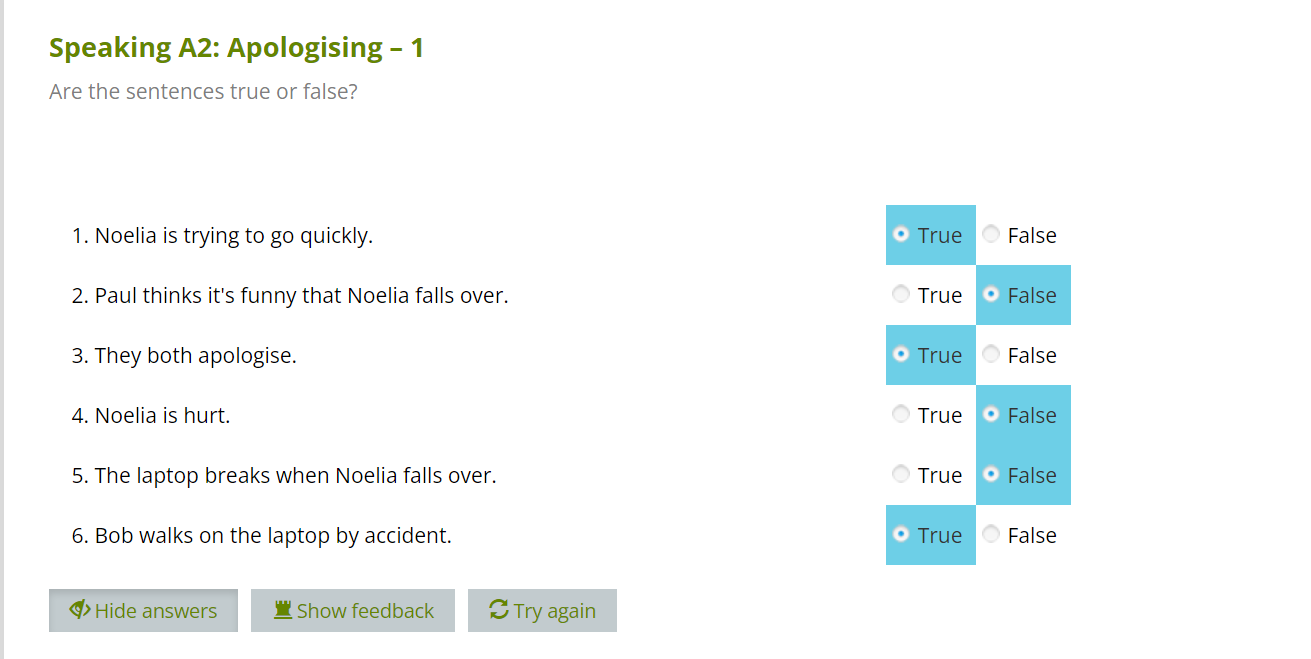 Speaking A2: Apologising – 1
Are the sentences true or false?
1. Noelia is trying to go quickly. True False
2. Paul thinks it's funny that Noelia falls over. True False
3. They both apologise. True False
4. Noelia is hurt. True False
5. The laptop breaks when Noelia falls over. True False
6. Bob walks on the laptop by accident. True False
Hide answers Show feedback Try again